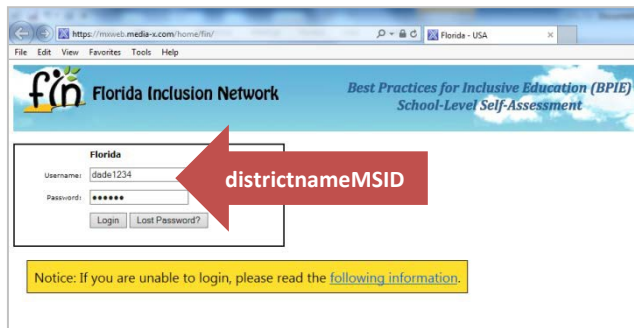 https://mxweb.media-x.com/home/fin/
Florida - USA
File Edit View Favorites Tools Help
fin Florida Inclusion Network
Best Practices for Inclusive Education (BPIE)
School-Level Self-Assessment
Florida
Username: dade1234
Password: ••••••
districtnameMSID
Login Lost Password?
Notice: If you are unable to login, please read the following information.